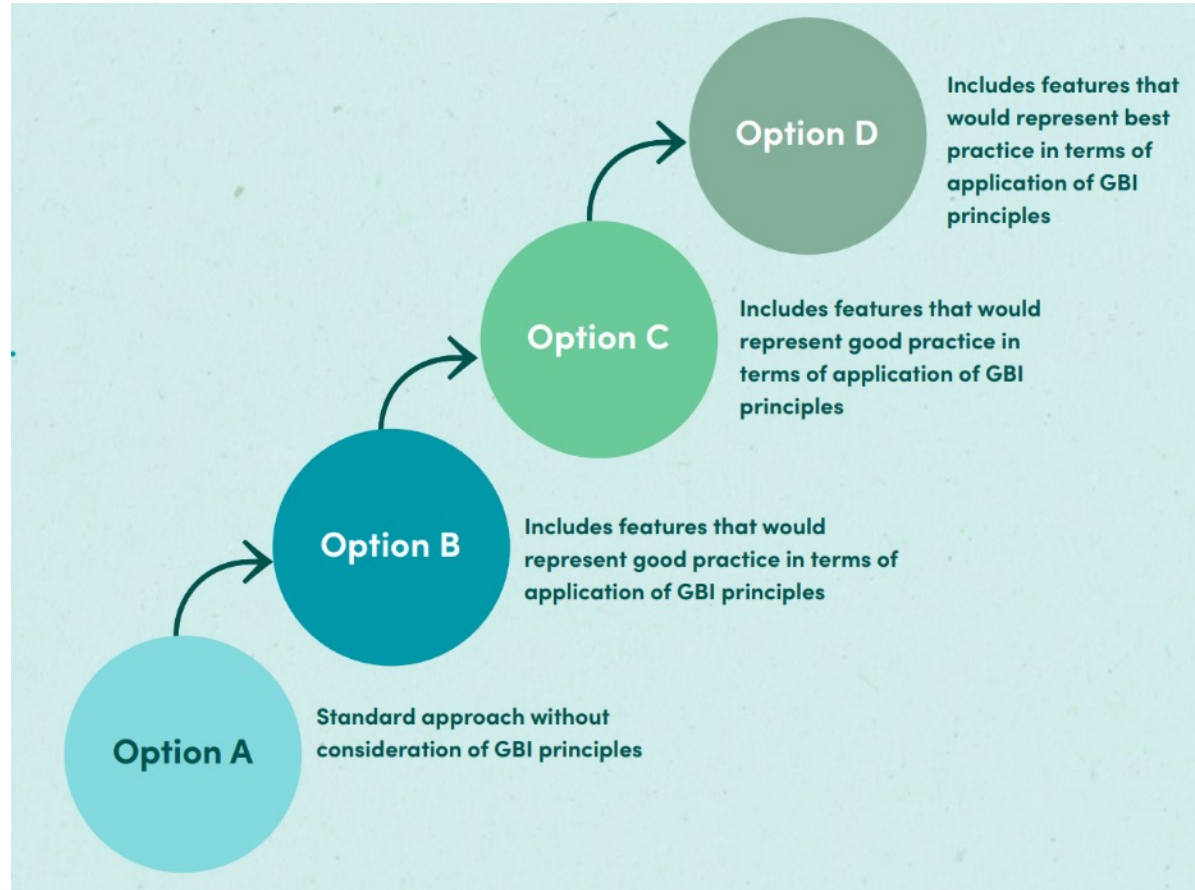 Option D
Includes features that
would represent best
practice in terms of
application of GBI
principles
Option C
Includes features that would
represent good practice in
terms of application of GBI
principles
Option B
Includes features that would
represent good practice in terms of
application of GBI principles
Option A
Standard approach without
consideration of GBI principles